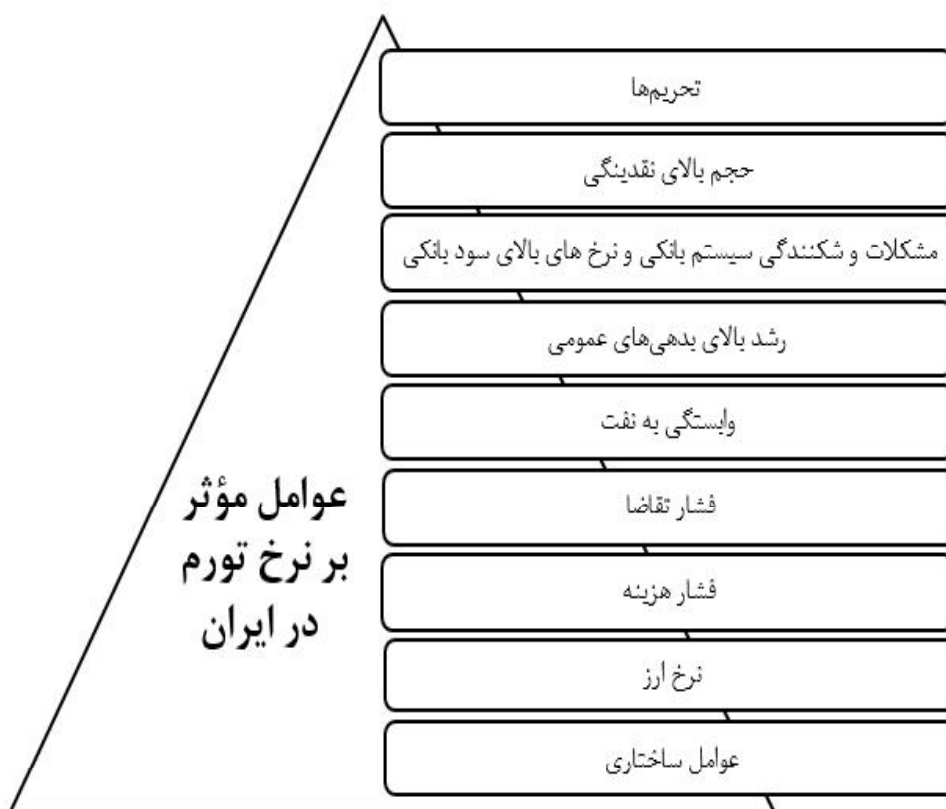 تحریم‌ها
حجم بالای نقدینگی
مشکلات و شکنندگی سیستم بانکی و نرخ های بالای سود بانکی
رشد بالای بدهی‌های عمومی
وابستگی به نفت
فشار تقاضا
فشار هزینه
نرخ ارز
عوامل ساختاری
عوامل مؤثر
بر نرخ تورم
در ایران